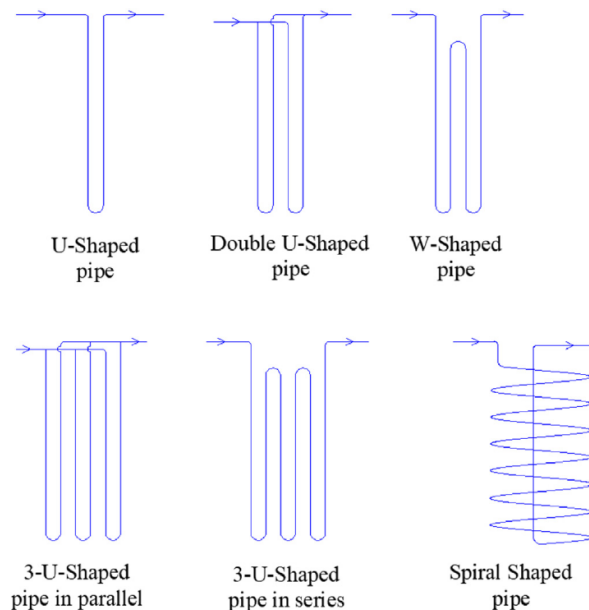 U-Shaped
pipe
Double U-Shaped
pipe
W-Shaped
pipe
3-U-Shaped
pipe in parallel
3-U-Shaped
pipe in series
Spiral Shaped
pipe